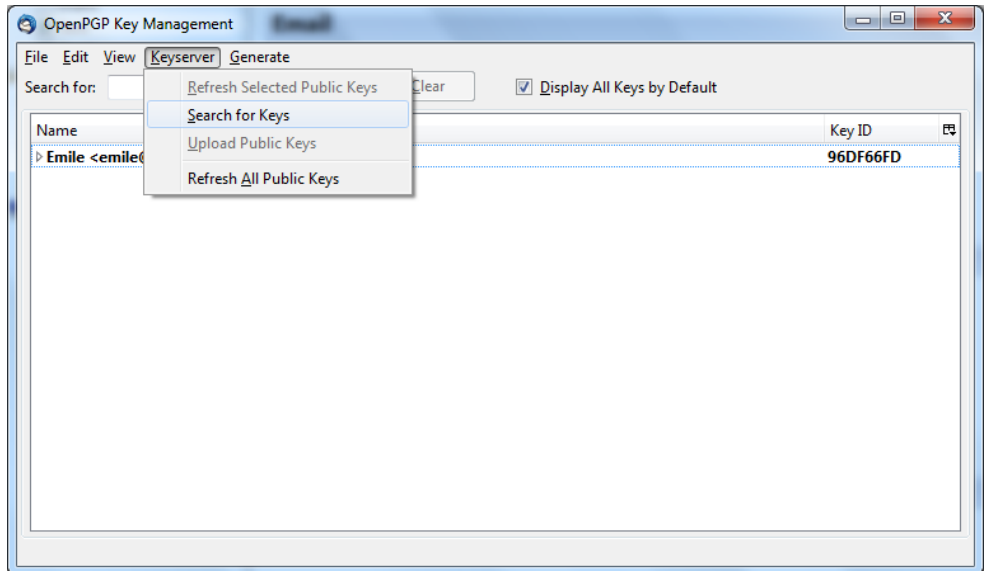 OpenPGP Key Management
Email
File Edit View Keyserver Generate
Search for:
Clear
Display All Keys by Default
Refresh Selected Public Keys
Search for Keys
Upload Public Keys
Refresh All Public Keys
Name
Key ID
Emile <emile@
96DF66FD